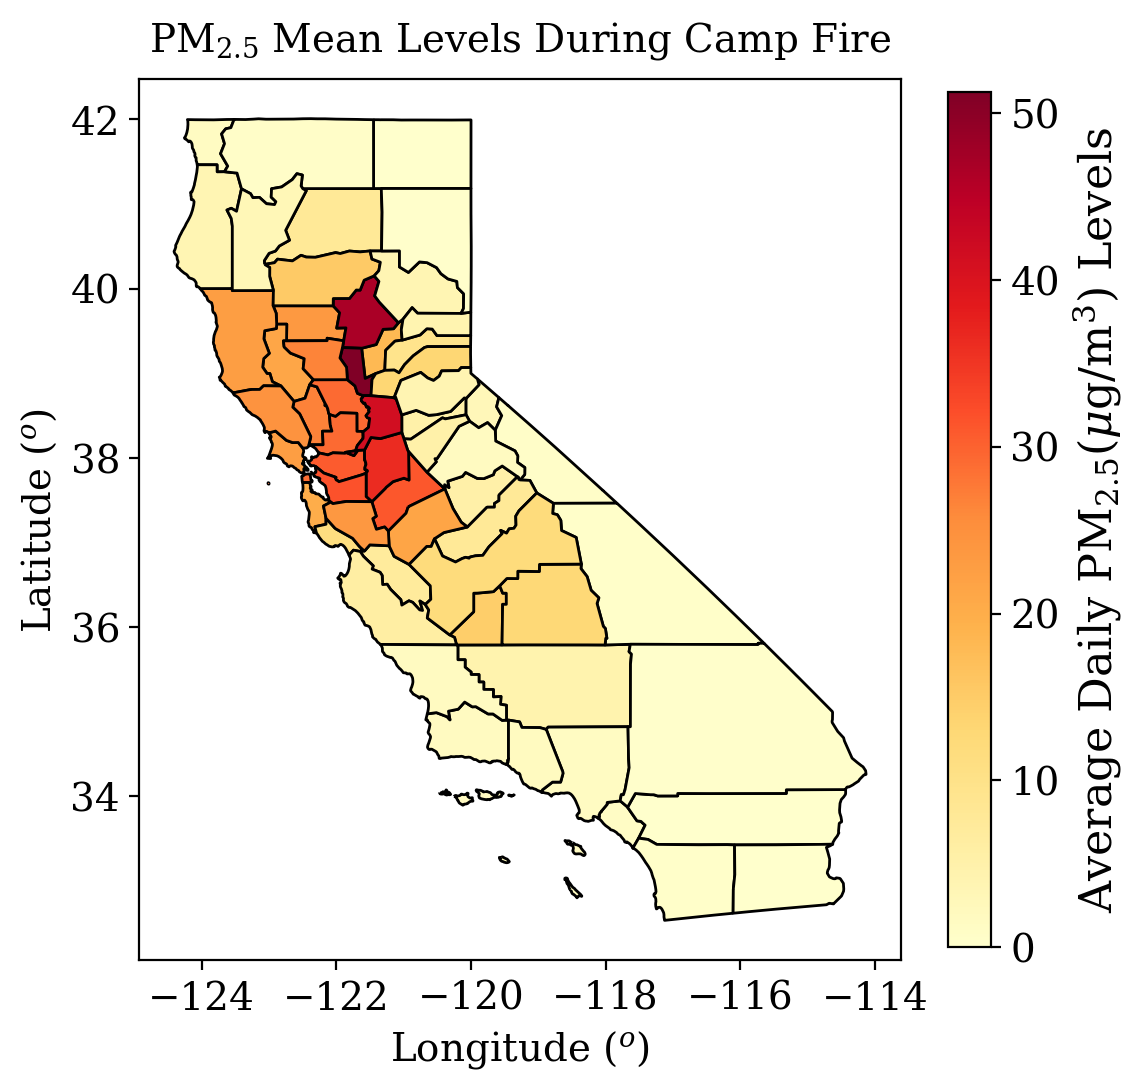 PM₂.₅ Mean Levels During Camp Fire
42
40
38
36
34
Latitude (ᵒ)
−124 −122 −120 −118 −116 −114
Longitude (ᵒ)
50
40
30
20
10
0
Average Daily PM₂.₅(μg/m³) Levels